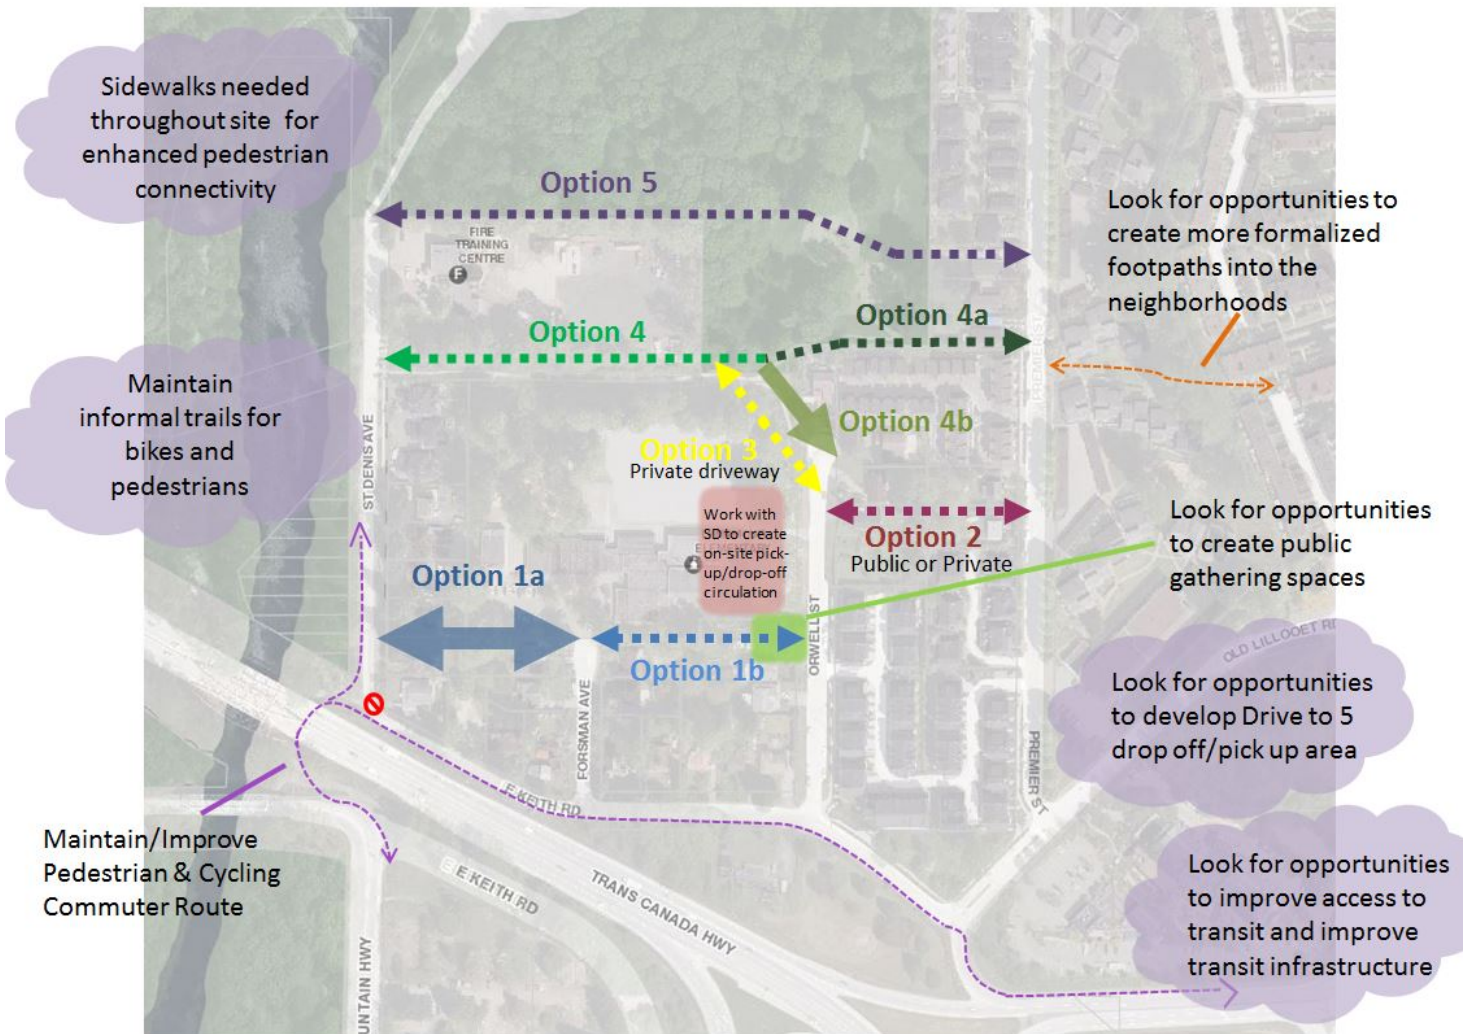 Sidewalks needed
throughout site for
enhanced pedestrian
connectivity
Option 5
FIRE
TRAINING
CENTRE
F
Look for opportunities to
create more formalized
footpaths into the
neighborhoods
Option 4
Option 4a
PREMIER ST
Maintain
informal trails for
bikes and
pedestrians
ST DENIS AVE
Option 3
Private driveway
Option 4b
Work with
SD to create
on-site pick-
up/drop-off
circulation
Option 2
Public or Private
Look for opportunities
to create public
gathering spaces
Option 1a
Option 1b
ORWELL ST
FORSMAN AVE
OLD LILLOOET RD
Look for opportunities
to develop Drive to 5
drop off/pick up area
PREMIER ST
E KEITH RD
Maintain/Improve
Pedestrian & Cycling
Commuter Route
E KEITH RD
TRANS CANADA HWY
UNTAIN HWY
Look for opportunities
to improve access to
transit and improve
transit infrastructure